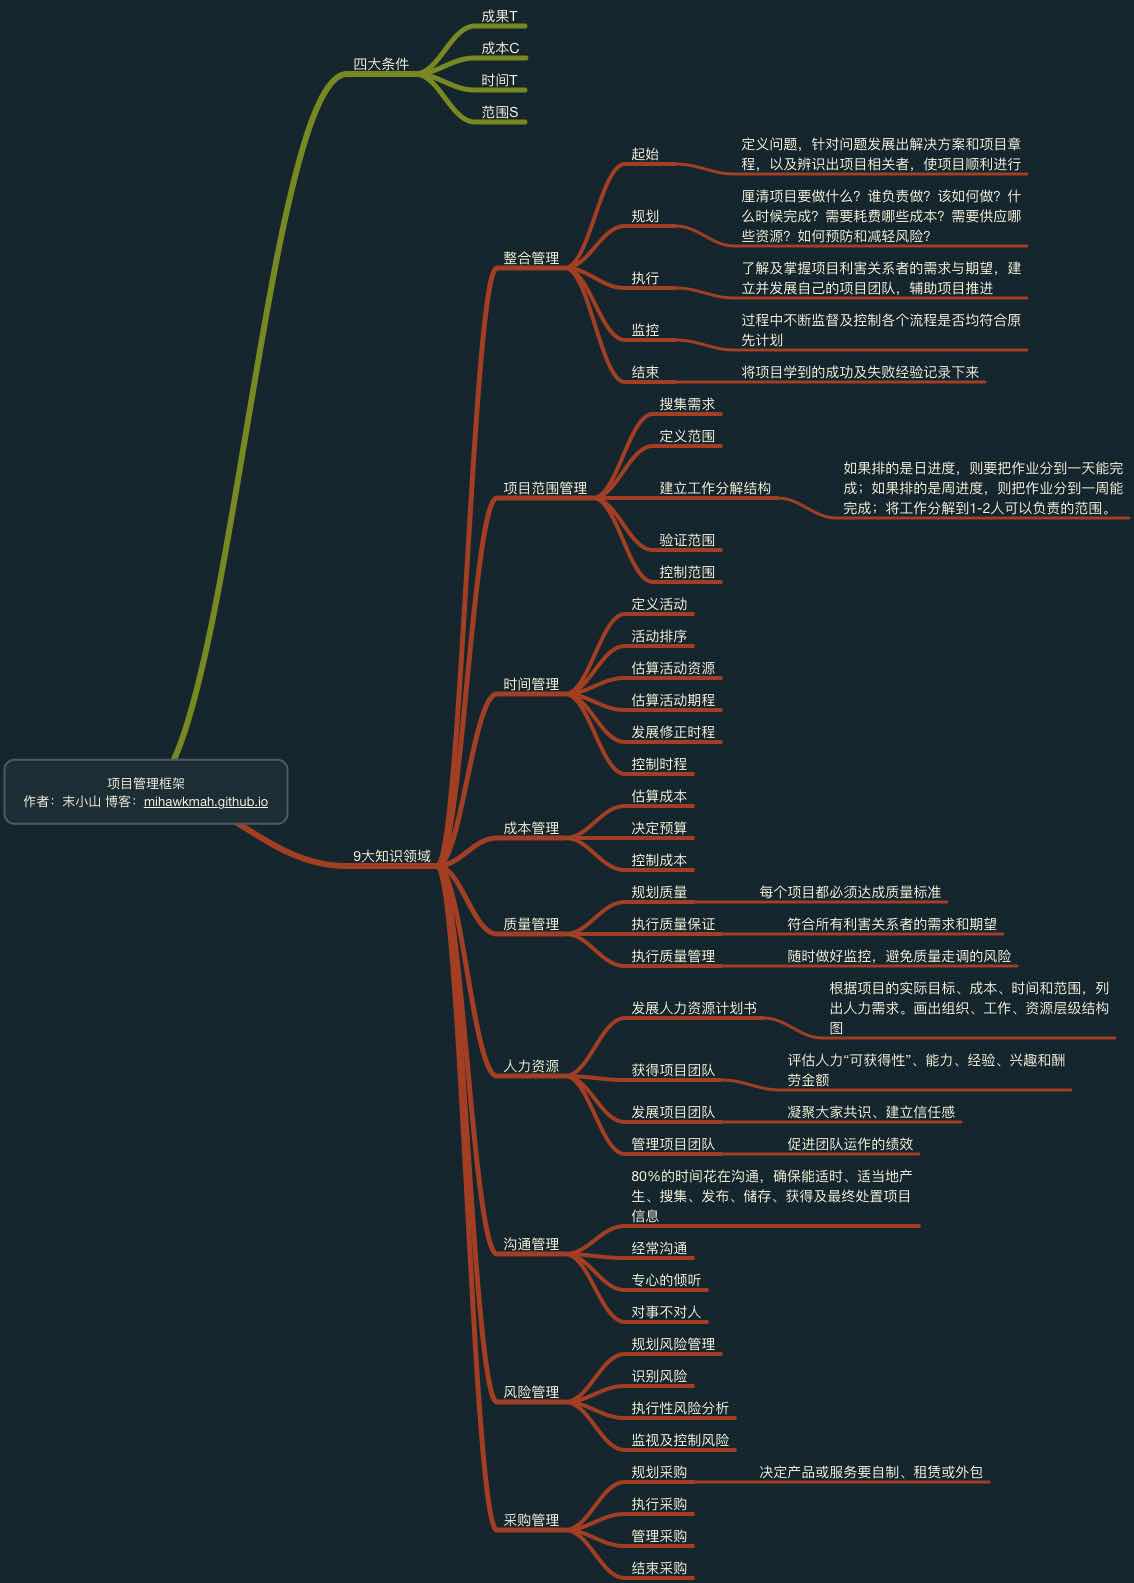 成果T
成本C
四大条件
时间T
范围S
定义问题，针对问题发展出解决方案和项目章
起始
程，以及辨识出项目相关者，使项目顺利进行
厘清项目要做什么？谁负责做？该如何做？什
规划
么时候完成？需要耗费哪些成本？需要供应哪
些资源？如何预防和减轻风险？
整合管理
了解及掌握项目利害关系者的需求与期望，建
执行
立并发展自己的项目团队，辅助项目推进
过程中不断监督及控制各个流程是否均符合原
监控
先计划
结束
将项目学到的成功及失败经验记录下来
搜集需求
定义范围
项目范围管理
建立工作分解结构
如果排的是日进度，则要把作业分到一天能完
成；如果排的是周进度，则把作业分到一周能
完成；将工作分解到1-2人可以负责的范围。
验证范围
控制范围
定义活动
活动排序
估算活动资源
时间管理
估算活动期程
发展修正时程
控制时程
项目管理框架
作者：末小山 博客：mihawkmah.github.io
9大知识领域
估算成本
成本管理
决定预算
控制成本
规划质量
每个项目都必须达成质量标准
质量管理
执行质量保证
符合所有利害关系者的需求和期望
执行质量管理
随时做好监控，避免质量走调的风险
发展人力资源计划书
根据项目的实际目标、成本、时间和范围，列
出人力需求。画出组织、工作、资源层级结构
图
人力资源
获得项目团队
评估人力“可获得性”、能力、经验、兴趣和酬
劳金额
发展项目团队
凝聚大家共识、建立信任感
管理项目团队
促进团队运作的绩效
80%的时间花在沟通，确保能适时、适当地产
生、搜集、发布、储存、获得及最终处置项目
信息
沟通管理
经常沟通
专心的倾听
对事不对人
规划风险管理
识别风险
风险管理
执行性风险分析
监视及控制风险
规划采购
决定产品或服务要自制、租赁或外包
执行采购
采购管理
管理采购
结束采购